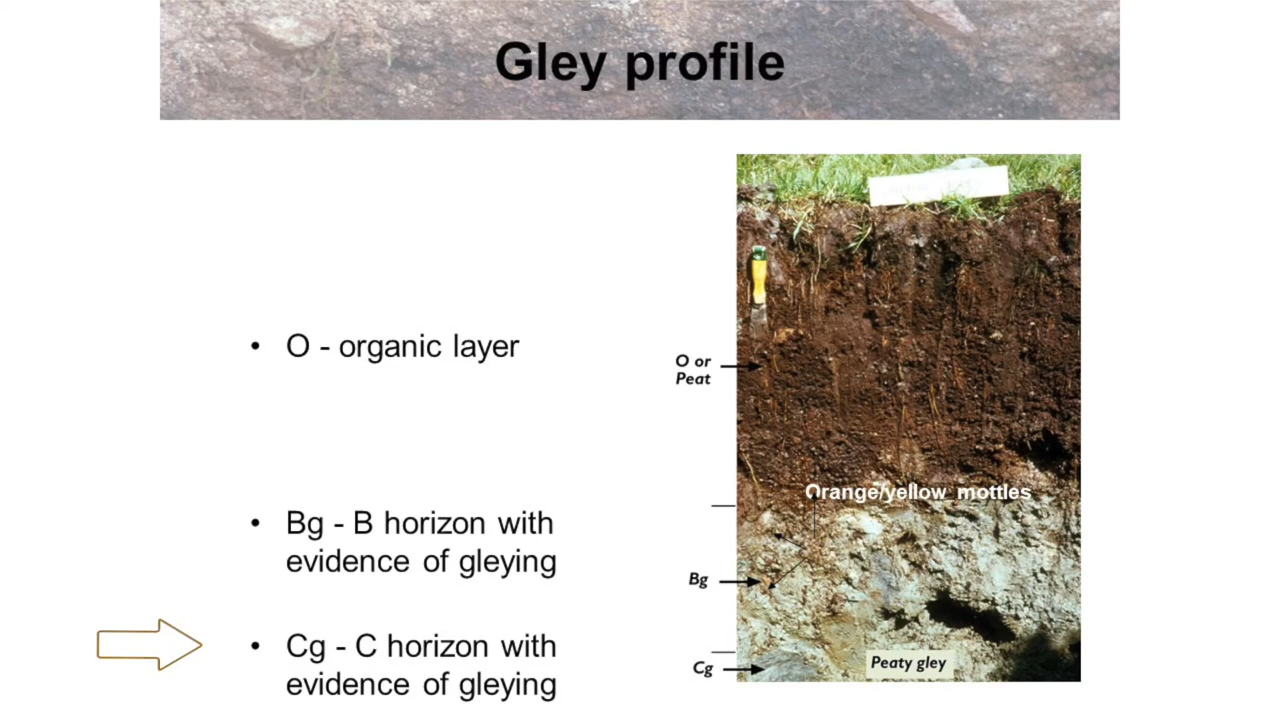 Gley profile
• O - organic layer
• Bg - B horizon with
evidence of gleying
• Cg - C horizon with
evidence of gleying
O or
Peat
Orange/yellow mottles
Bg
Cg
Peaty gley